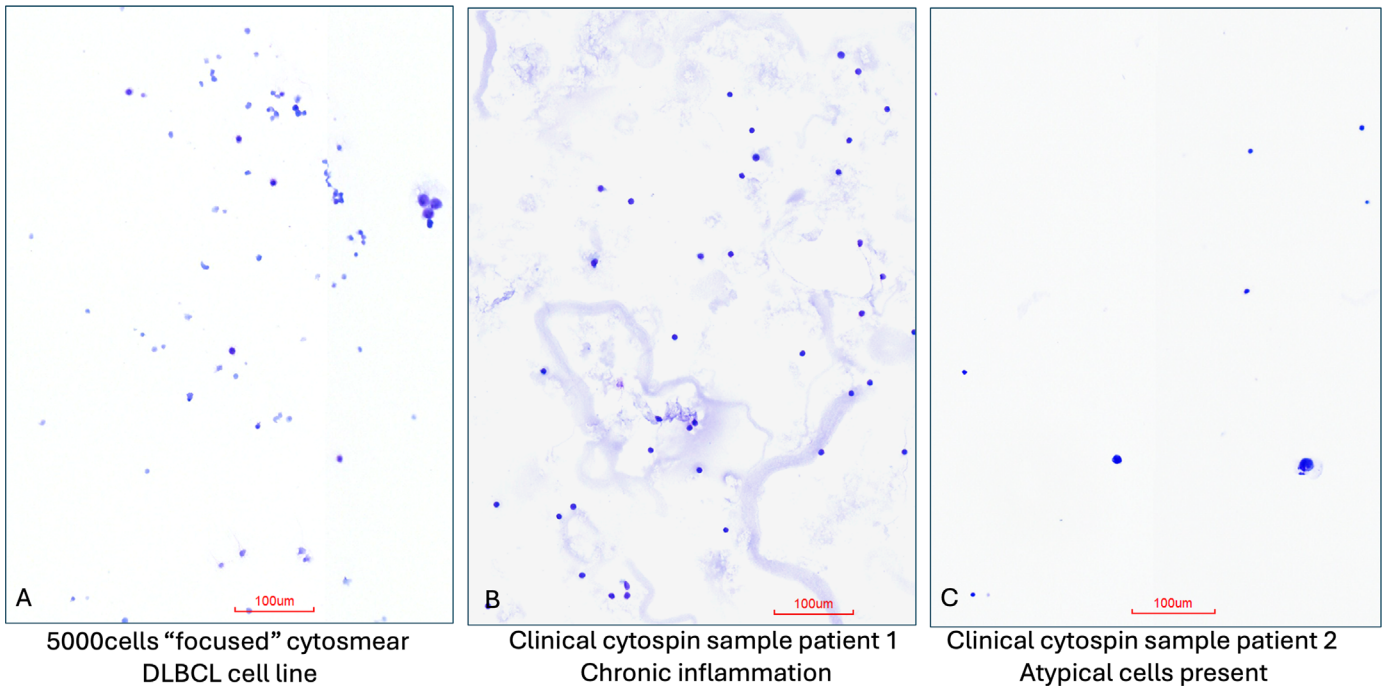 A
100um
B
100um
C
100um
5000cells “focused” cytosmear
DLBCL cell line
Clinical cytospin sample patient 1
Chronic inflammation
Clinical cytospin sample patient 2
Atypical cells present